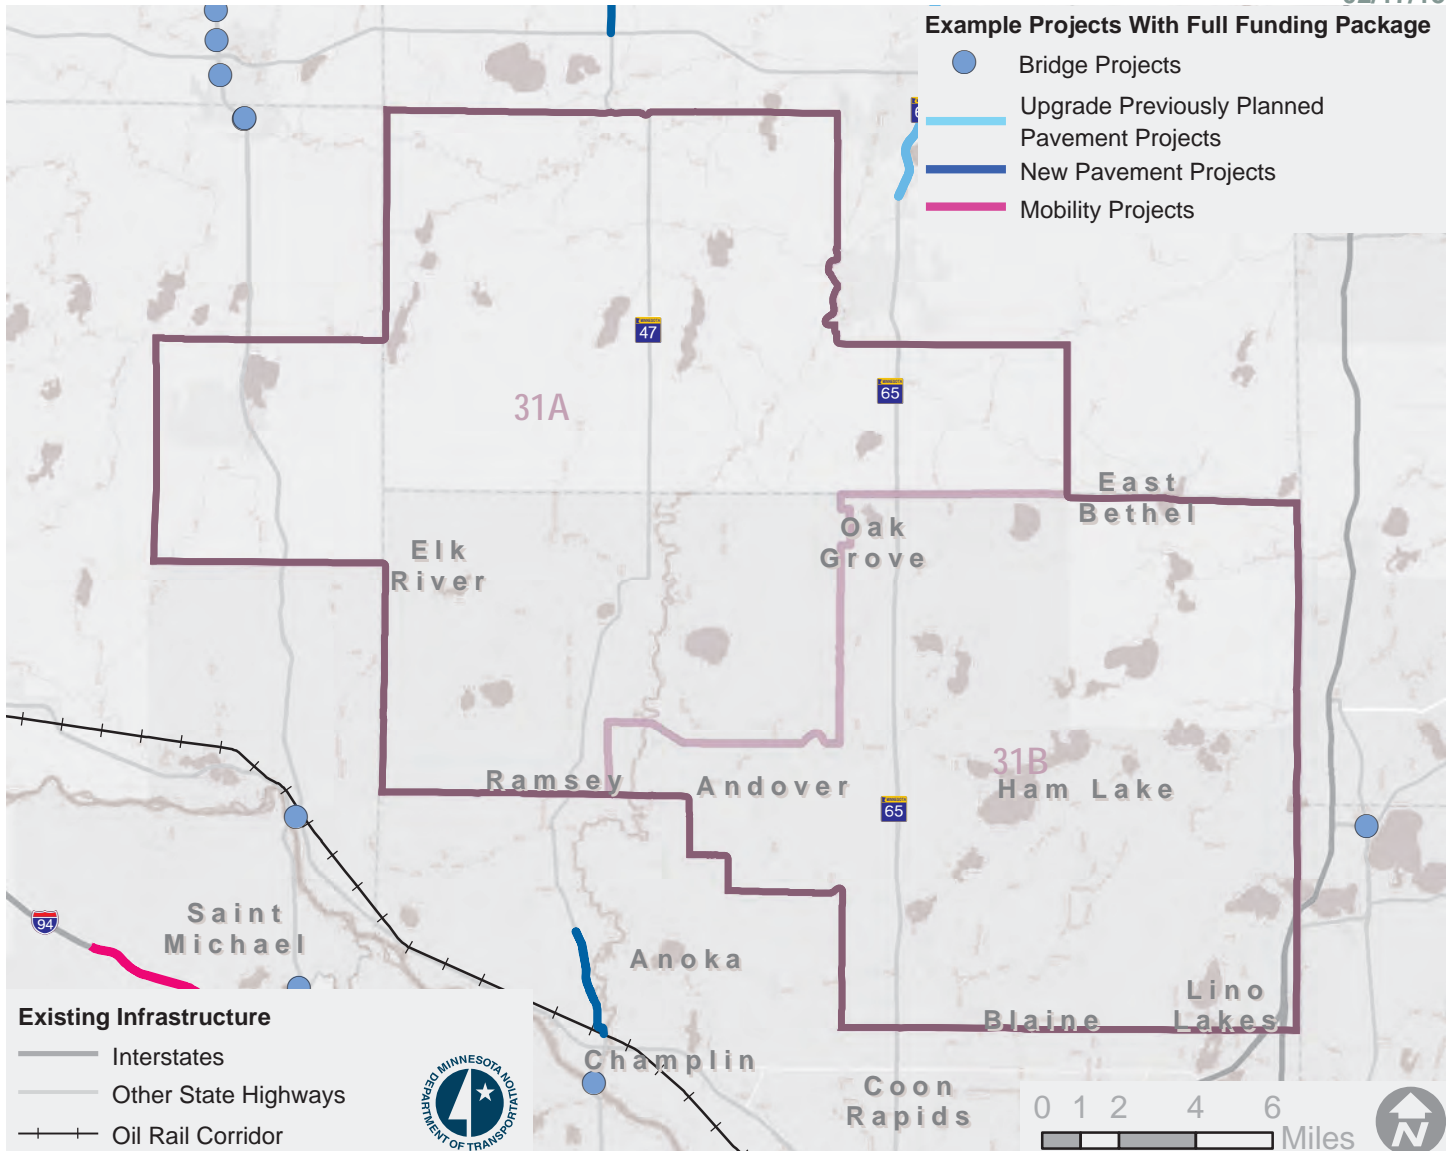 Example Projects With Full Funding Package
Bridge Projects
Upgrade Previously Planned
Pavement Projects
New Pavement Projects
Mobility Projects
MINNESOTA
47
31A
MINNESOTA
65
East
Bethel
Oak
Grove
Elk
River
31B
Ramsey
Andover
Ham Lake
MINNESOTA
65
Saint
Michael
94
Anoka
Lino
Lakes
Blaine
Champlin
Coon
Rapids
Existing Infrastructure
Interstates
Other State Highways
Oil Rail Corridor
MINNESOTA
DEPARTMENT OF TRANSPORTATION
0 1 2 4 6
Miles
N